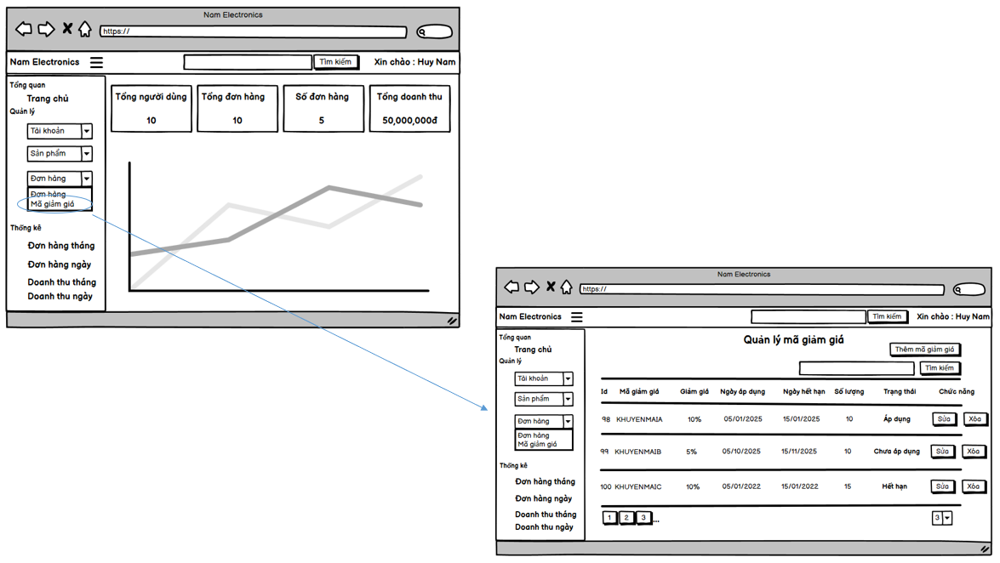 Nam Electronics
https://
Nam Electronics Tìm kiếm Xin chào : Huy Nam
Tổng quan
Trang chủ
Quản lý
Tài khoản
Sản phẩm
Đơn hàng
Đơn hàng
Mã giảm giá
Thống kê
Đơn hàng tháng
Đơn hàng ngày
Doanh thu tháng
Doanh thu ngày
Tổng người dùng Tổng đơn hàng Số đơn hàng Tổng doanh thu
10 10 5 50,000,000đ
Nam Electronics
https://
Nam Electronics Tìm kiếm Xin chào : Huy Nam
Tổng quan
Trang chủ
Quản lý
Tài khoản
Sản phẩm
Đơn hàng
Đơn hàng
Mã giảm giá
Thống kê
Đơn hàng tháng
Đơn hàng ngày
Doanh thu tháng
Doanh thu ngày
Quản lý mã giảm giá
Thêm mã giảm giá
Tìm kiếm
Id Mã giảm giá Giảm giá Ngày áp dụng Ngày hết hạn Số lượng Trạng thái Chức năng
98 KHUYENMAIA 10% 05/01/2025 15/01/2025 10 Áp dụng Sửa Xóa
99 KHUYENMAIB 5% 05/10/2025 15/11/2025 10 Chưa áp dụng Sửa Xóa
100 KHUYENMAIC 10% 05/01/2022 15/01/2022 15 Hết hạn Sửa Xóa
1 2 3 ... 3